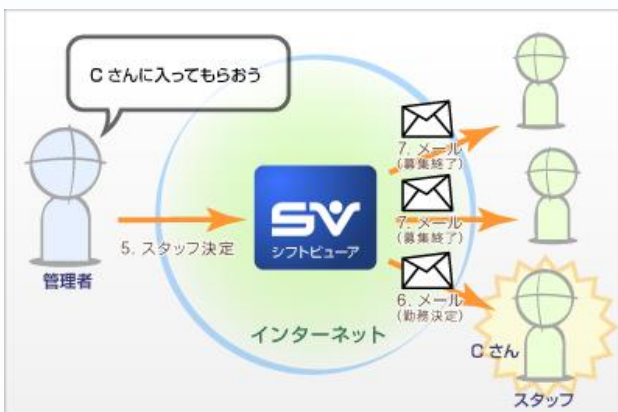 Cさんに入ってもらおう
管理者
5. スタッフ決定
SV
シフトビューア
インターネット
7. メール
(募集終了)
7. メール
(募集終了)
6. メール
(勤務決定)
Cさん
スタッフ